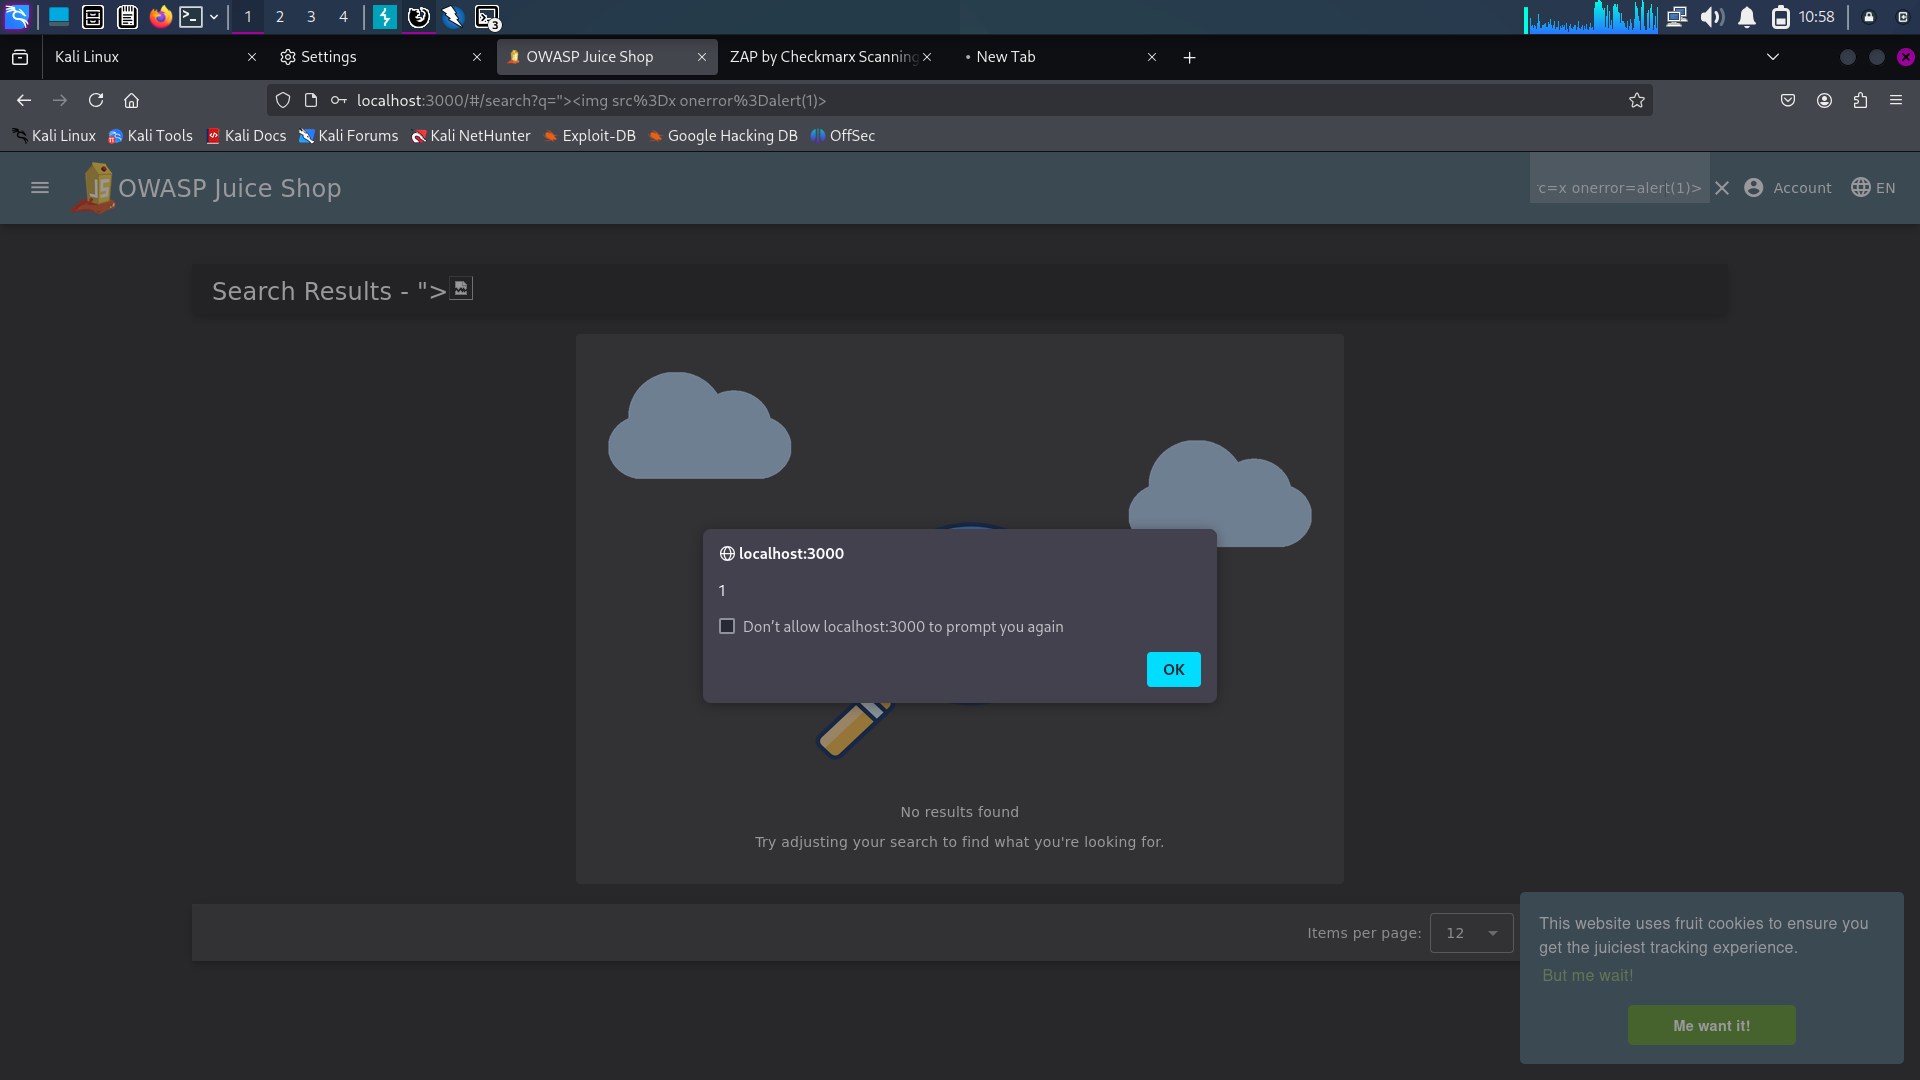 1 2 3 4 3 10:58
Kali Linux Settings OWASP Juice Shop ZAP by Checkmarx Scanning New Tab
localhost:3000/#/search?q="><img src%3Dx onerror%3Dalert(1)>
Kali Linux Kali Tools Kali Docs Kali Forums Kali NetHunter Exploit-DB Google Hacking DB OffSec
JS OWASP Juice Shop c=x onerror=alert(1)> Account EN
Search Results - ">
localhost:3000
1
Don’t allow localhost:3000 to prompt you again
OK
No results found
Try adjusting your search to find what you're looking for.
Items per page: 12
This website uses fruit cookies to ensure you
get the juiciest tracking experience.
But me wait!
Me want it!